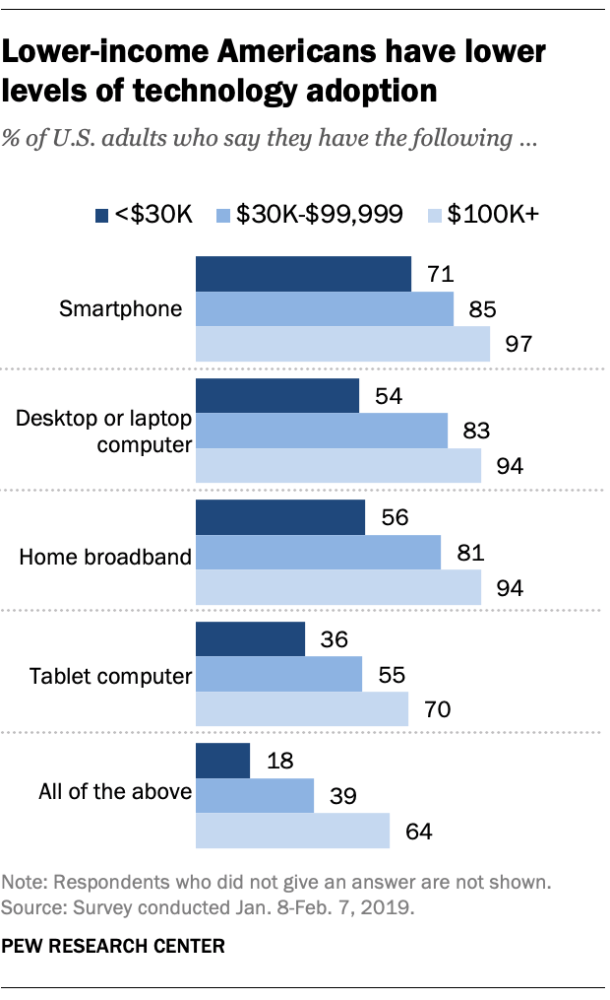 Lower-income Americans have lower
levels of technology adoption
% of U.S. adults who say they have the following ...
<$30K $30K-$99,999 $100K+
Smartphone
71
85
97
Desktop or laptop
computer
54
83
94
Home broadband
56
81
94
Tablet computer
36
55
70
All of the above
18
39
64
Note: Respondents who did not give an answer are not shown.
Source: Survey conducted Jan. 8-Feb. 7, 2019.
PEW RESEARCH CENTER